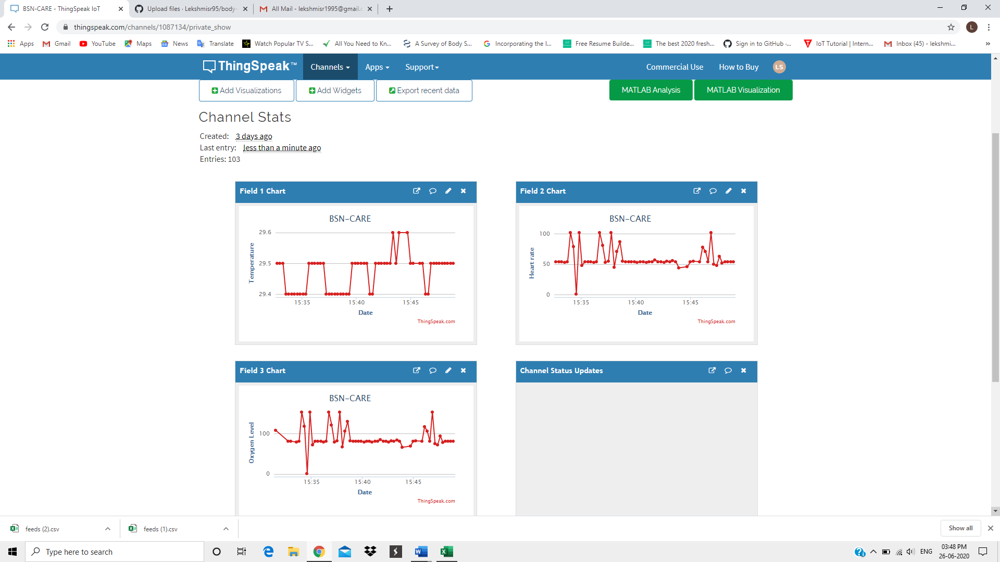 BSN-CARE - ThingSpeak IoT
Upload files · Lekshmisr95/body-
All Mail - lekshmisr1995@gmail.c
thingspeak.com/channels/1087134/private_show
L
Apps
Gmail
YouTube
Maps
News
Translate
Watch Popular TV S...
All You Need to Kn...
A Survey of Body S...
Incorporating the I...
Free Resume Builde...
The best 2020 fresh...
Sign in to GitHub ·...
IoT Tutorial | Intern...
Inbox (45) - lekshmi...
»
ThingSpeak™
Channels
Apps
Support
Commercial Use
How to Buy
LS
Add Visualizations
Add Widgets
Export recent data
MATLAB Analysis
MATLAB Visualization
Channel Stats
Created: 3 days ago
Last entry: less than a minute ago
Entries: 103
Field 1 Chart
BSN-CARE
Temperature
29.6
29.5
29.4
15:35 15:40 15:45
Date
ThingSpeak.com
Field 2 Chart
BSN-CARE
Heart rate
100
50
0
15:35 15:40 15:45
Date
ThingSpeak.com
Field 3 Chart
BSN-CARE
Oxygen Level
100
0
15:35 15:40 15:45
Date
ThingSpeak.com
Channel Status Updates
feeds (2).csv
feeds (1).csv
Show all
Type here to search
ENG
03:48 PM
26-06-2020